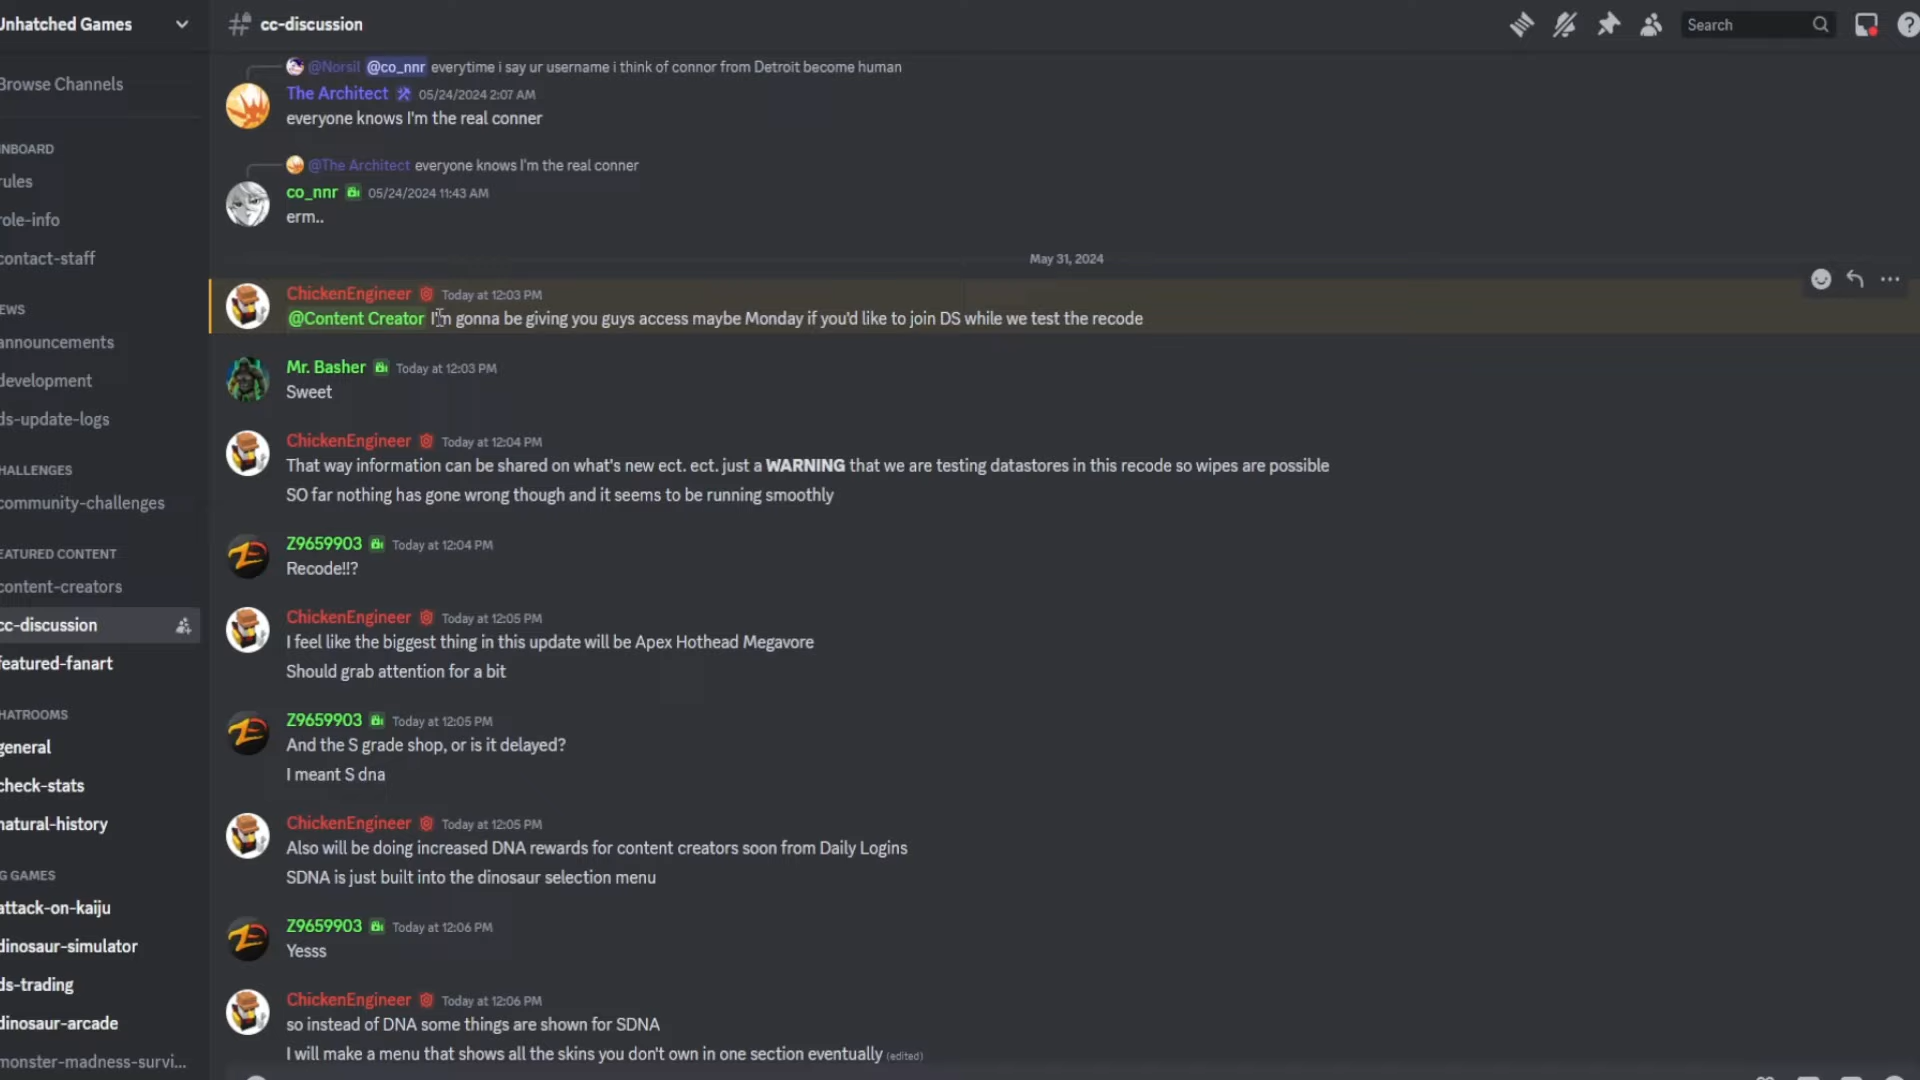 Unhatched Games
cc-discussion
Search
Browse Channels
INBOARD
rules
role-info
contact-staff
EWS
announcements
development
ds-update-logs
HALLENGES
community-challenges
EATURED CONTENT
content-creators
cc-discussion
featured-fanart
HATROOMS
general
check-stats
natural-history
G GAMES
attack-on-kaiju
dinosaur-simulator
ds-trading
dinosaur-arcade
monster-madness-survi...
@Norsil @co_nnr everytime i say ur username i think of connor from Detroit become human
The Architect 05/24/2024 2:07 AM
everyone knows I'm the real conner
@The Architect everyone knows I'm the real conner
co_nnr 05/24/2024 11:43 AM
erm..
May 31, 2024
ChickenEngineer Today at 12:03 PM
@Content Creator I'm gonna be giving you guys access maybe Monday if you'd like to join DS while we test the recode
Mr. Basher Today at 12:03 PM
Sweet
ChickenEngineer Today at 12:04 PM
That way information can be shared on what's new ect. ect. just a WARNING that we are testing datastores in this recode so wipes are possible
SO far nothing has gone wrong though and it seems to be running smoothly
Z9659903 Today at 12:04 PM
Recode!!?
ChickenEngineer Today at 12:05 PM
I feel like the biggest thing in this update will be Apex Hothead Megavore
Should grab attention for a bit
Z9659903 Today at 12:05 PM
And the S grade shop, or is it delayed?
I meant S dna
ChickenEngineer Today at 12:05 PM
Also will be doing increased DNA rewards for content creators soon from Daily Logins
SDNA is just built into the dinosaur selection menu
Z9659903 Today at 12:06 PM
Yesss
ChickenEngineer Today at 12:06 PM
so instead of DNA some things are shown for SDNA
I will make a menu that shows all the skins you don't own in one section eventually (edited)